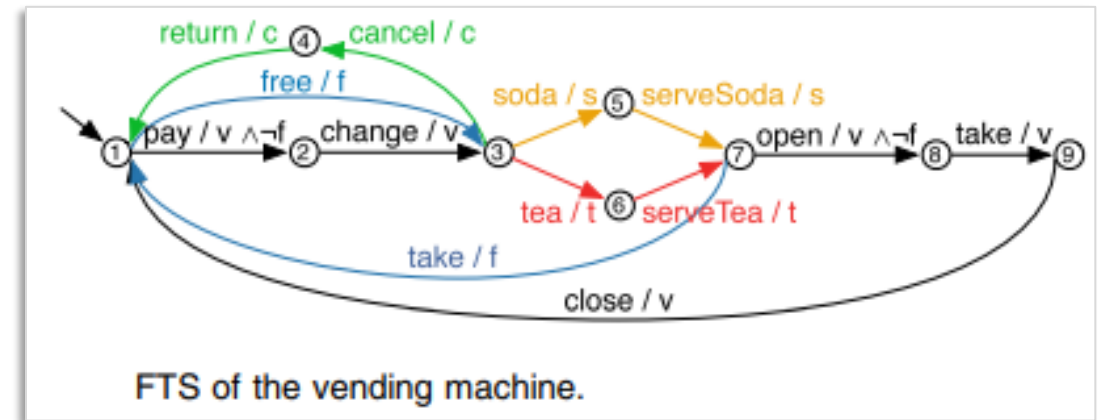 return / c ④ cancel / c
free / f
soda / s ⑤ serveSoda / s
pay / v ∧¬f change / v open / v ∧¬f take / v
① ② ③ ⑦ ⑧ ⑨
tea / t ⑥ serveTea / t
take / f
close / v
FTS of the vending machine.